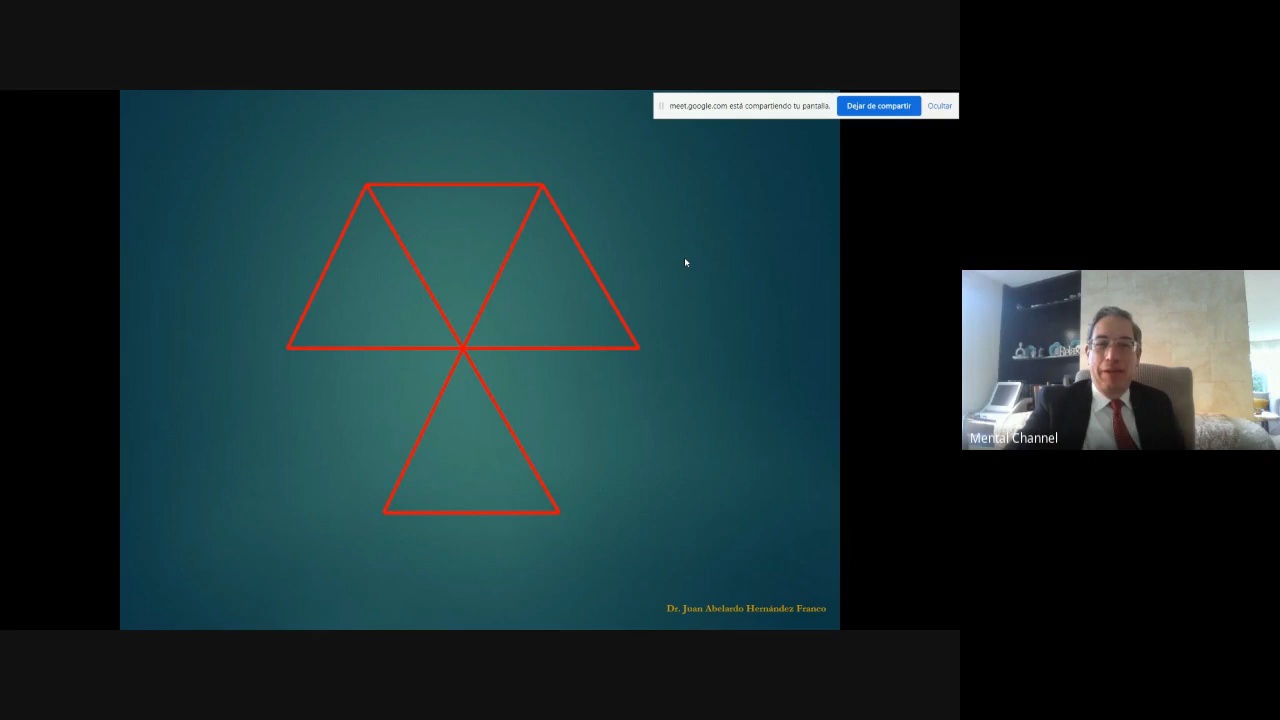 meet.google.com está compartiendo tu pantalla.
Dejar de compartir
Ocultar
Mental Channel
Dr. Juan Abelardo Hernández Franco